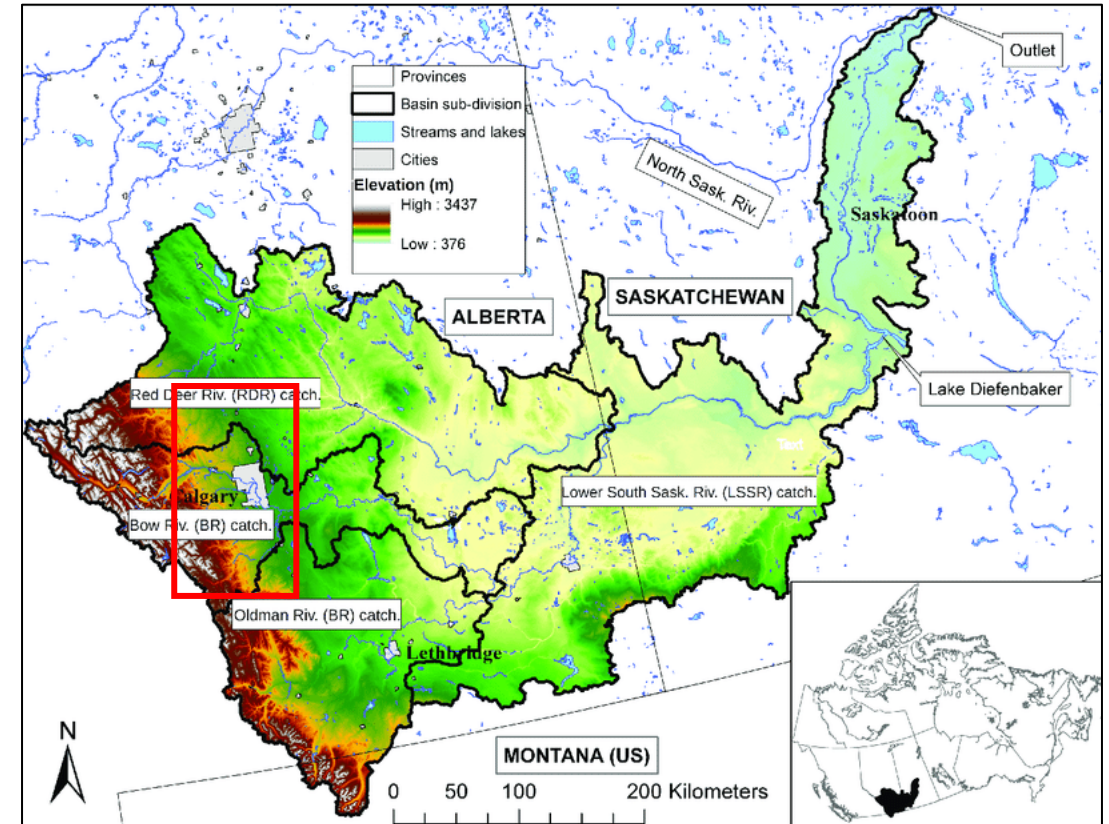 Outlet
Provinces
Basin sub-division
Streams and lakes
Cities
Elevation (m)
High : 3437
Low : 376
North Sask. Riv.
Saskatoon
SASKATCHEWAN
ALBERTA
Lake Diefenbaker
Red Deer Riv. (RDR) catch.
Text
Lower South Sask. Riv. (LSSR) catch.
Calgary
Bow Riv. (BR) catch.
Oldman Riv. (BR) catch.
Lethbridge
N
MONTANA (US)
0 50 100 200 Kilometers